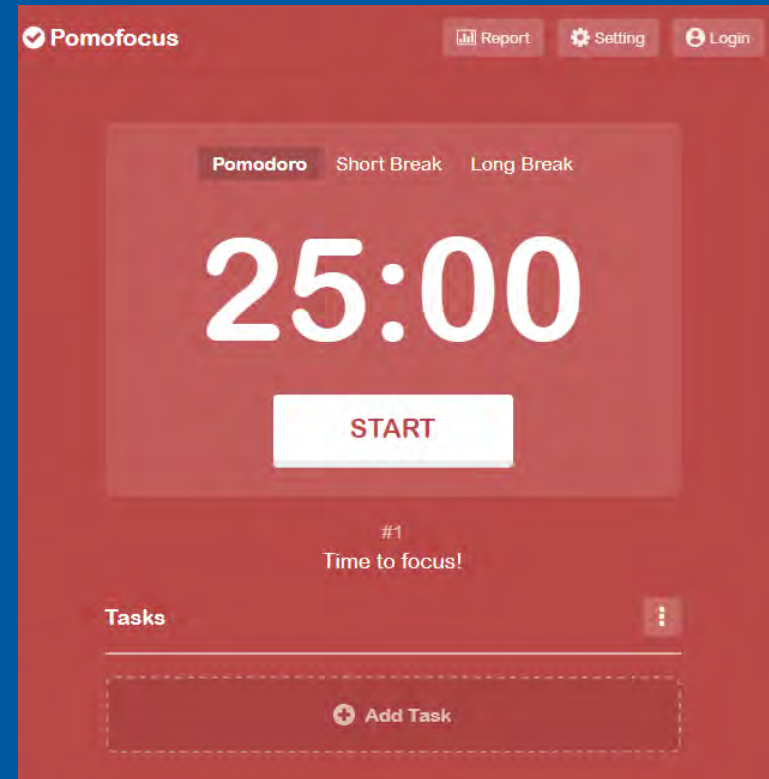 Pomofocus Report Setting Login
Pomodoro Short Break Long Break
25:00
START
#1
Time to focus!
Tasks
Add Task